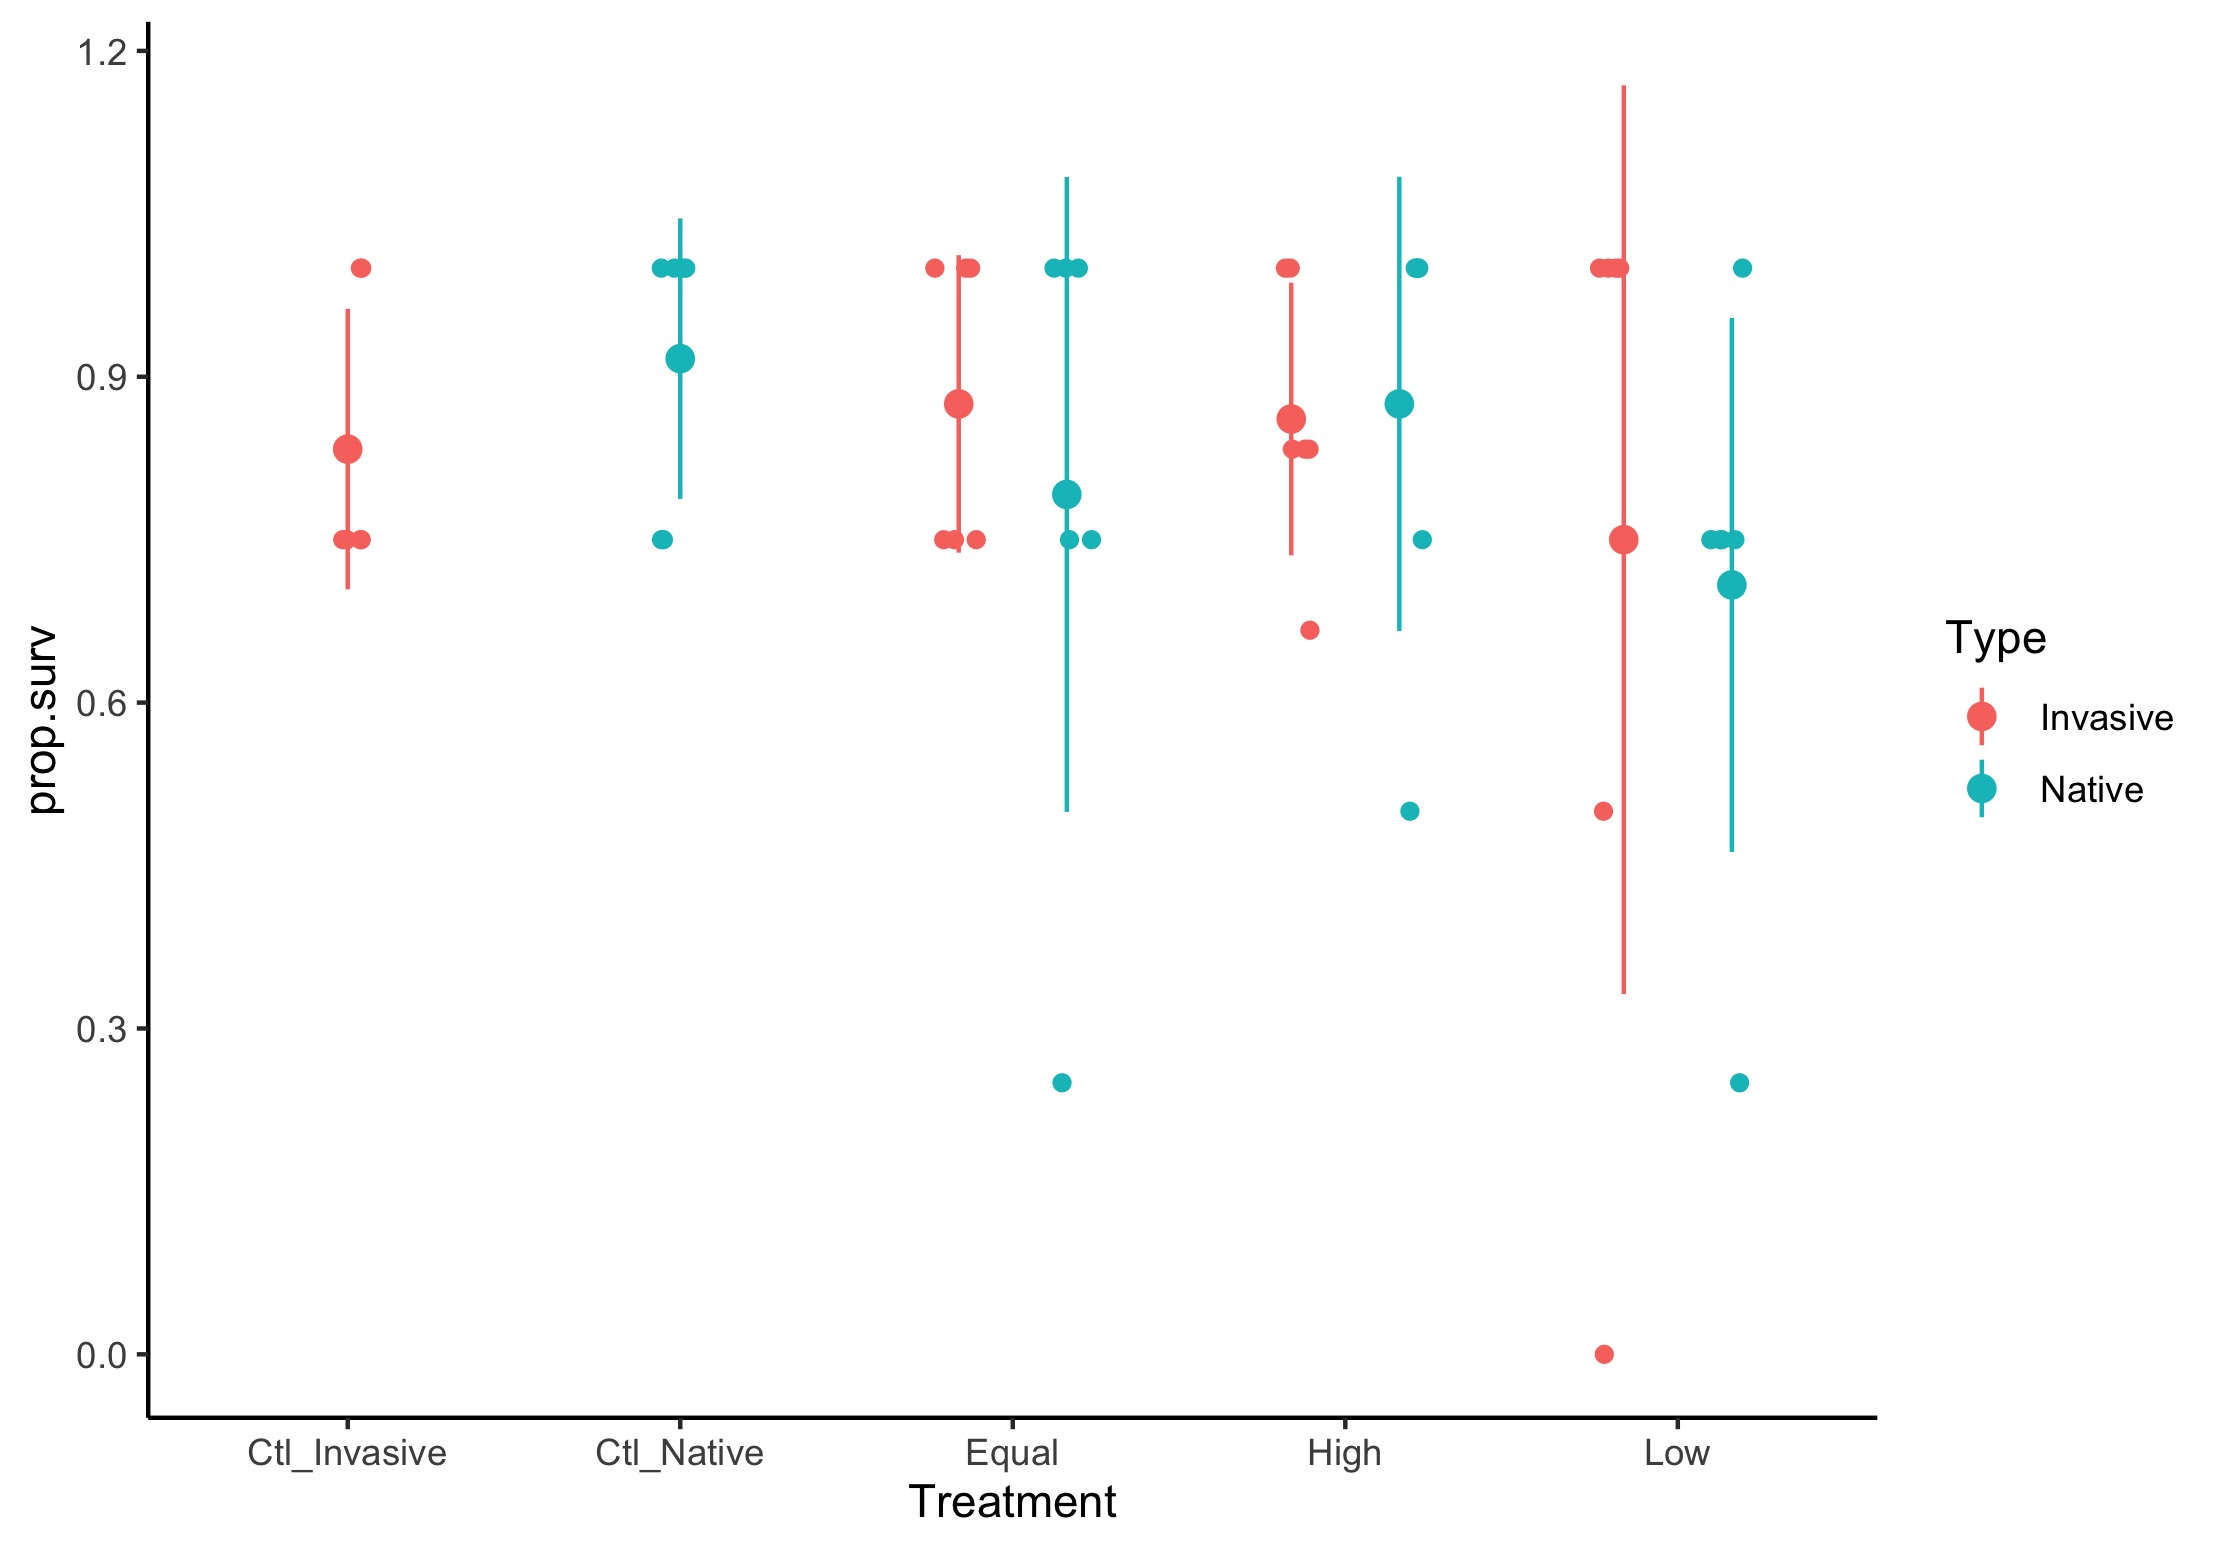 1.2
0.9
0.6
0.3
0.0
prop.surv
Ctl_Invasive Ctl_Native Equal High Low
Treatment
Type
Invasive
Native